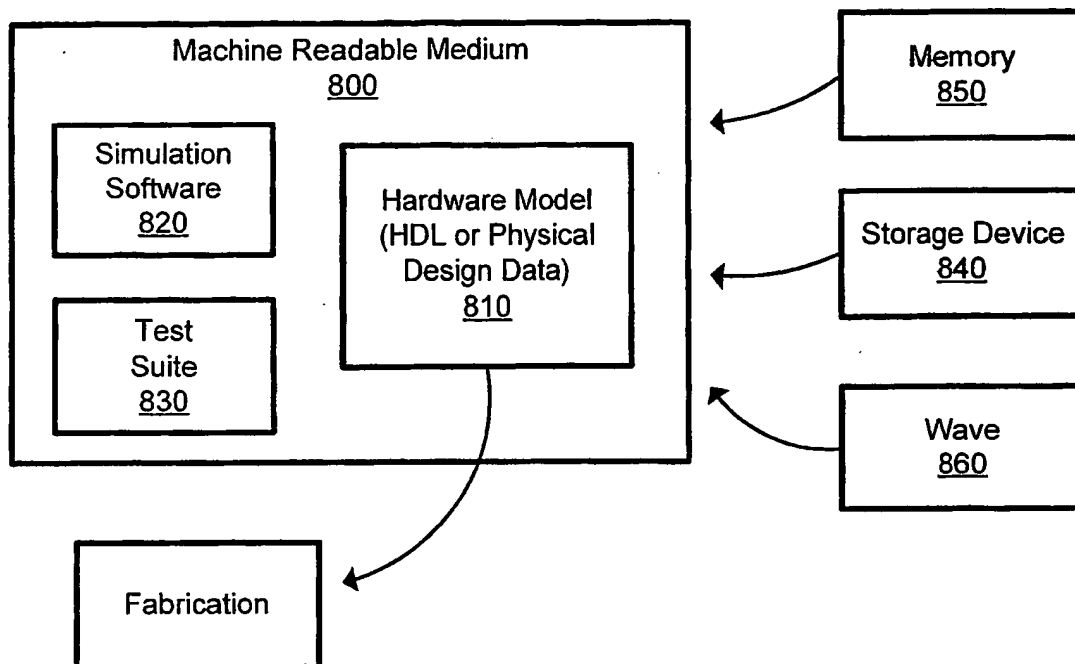 Machine Readable Medium
800
Simulation
Software
820
Test
Suite
830
Hardware Model
(HDL or Physical
Design Data)
810
Memory
850
Storage Device
840
Wave
860
Fabrication